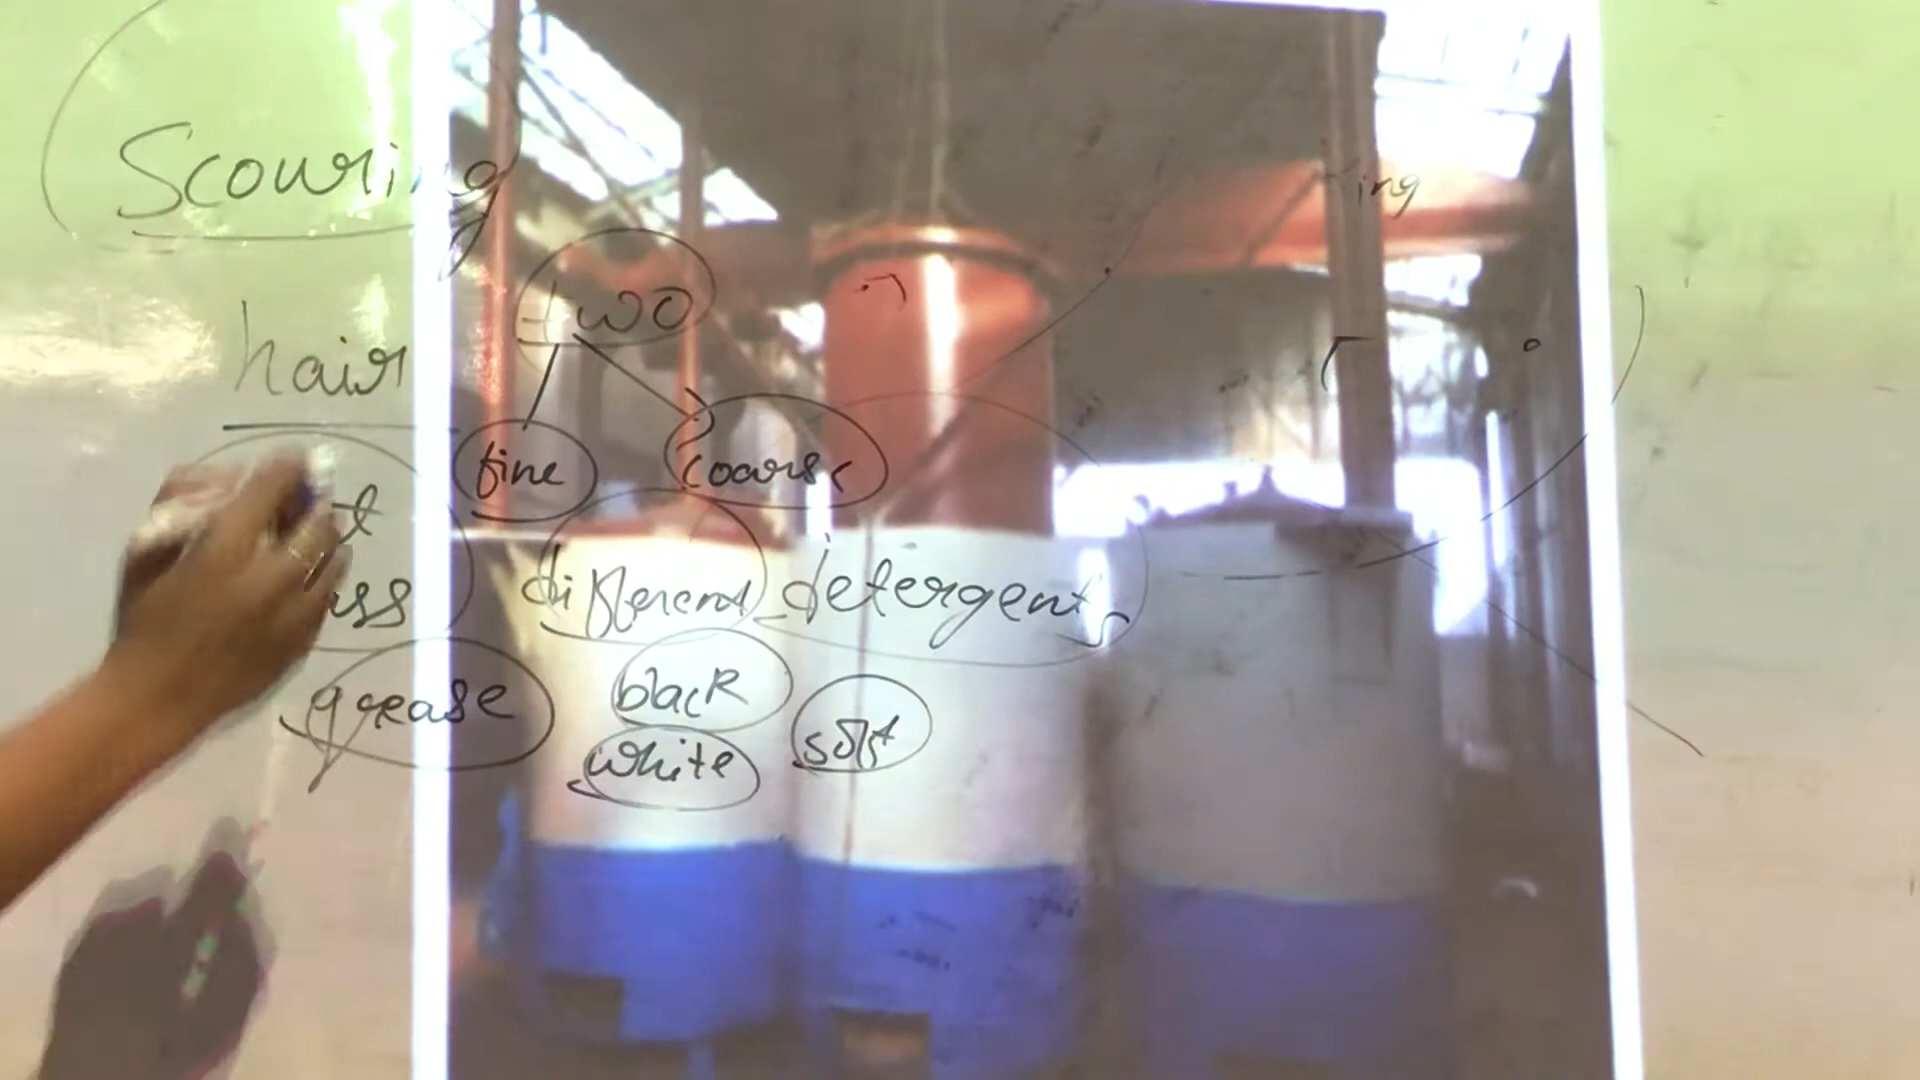 Scouring
two
hair
fine coarse
different detergents
grease black
white soft